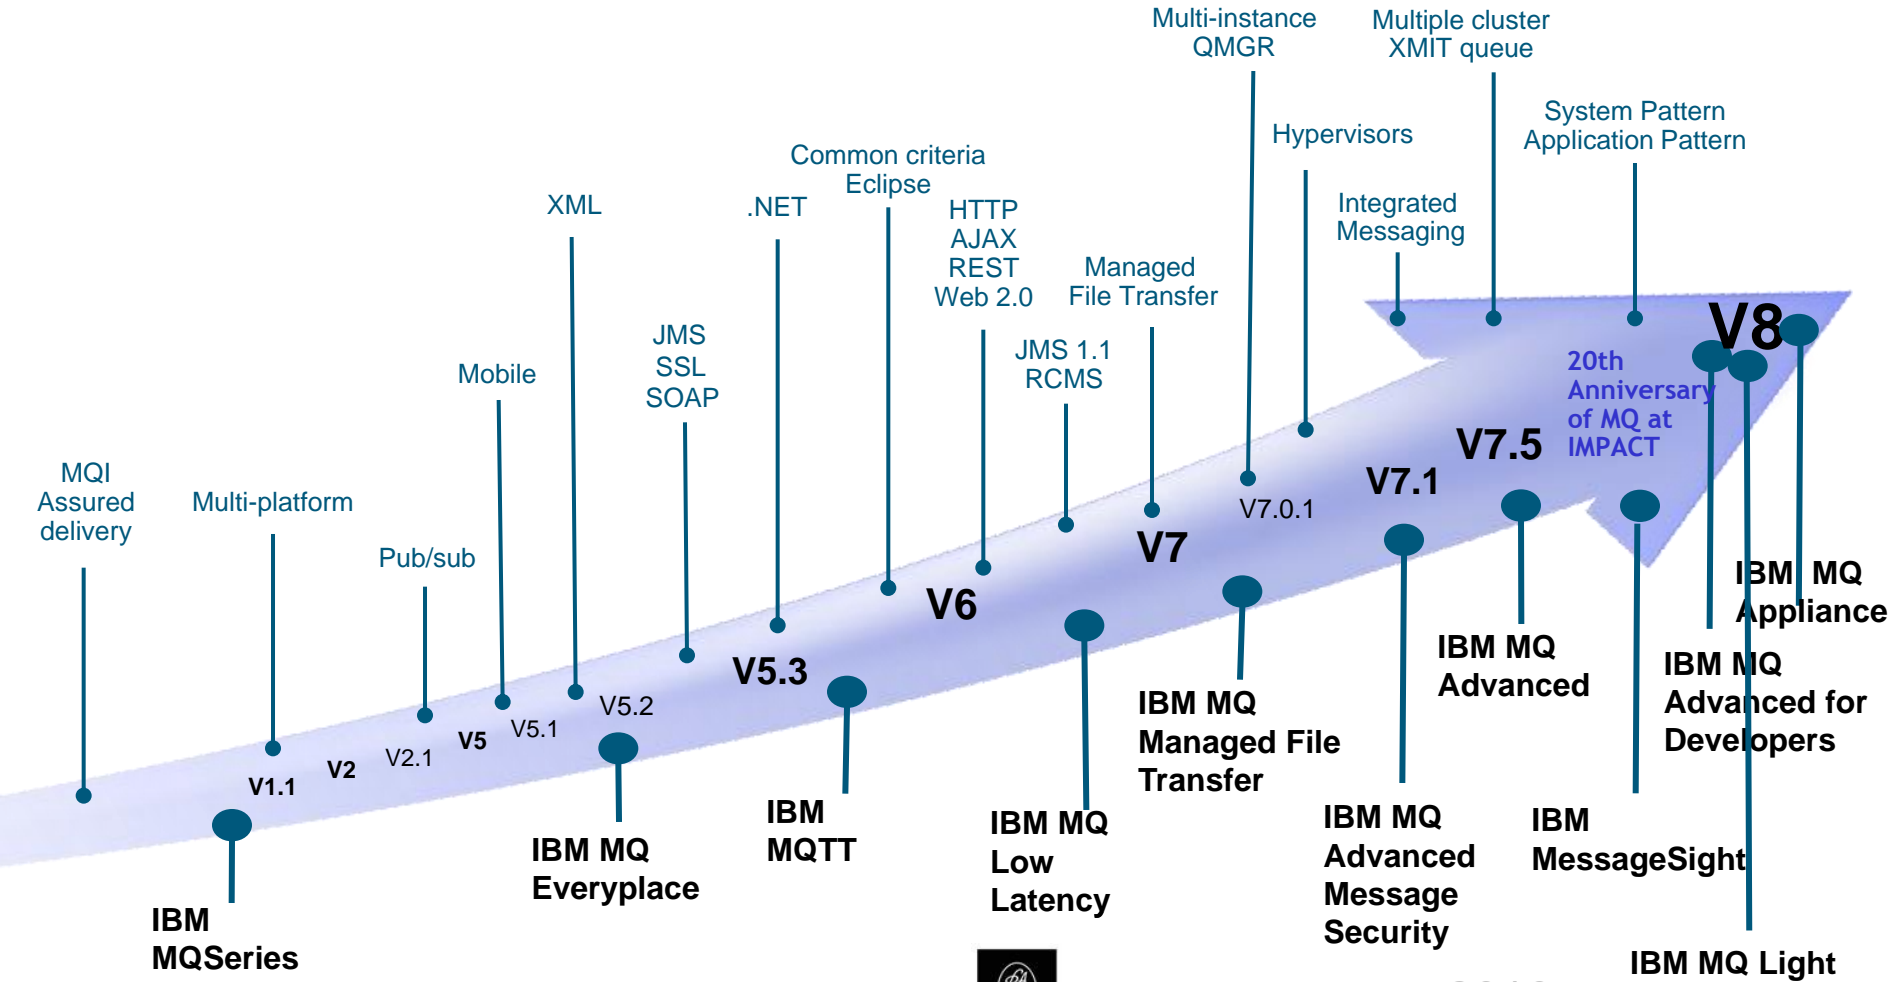 Multi-instance
QMGR
Multiple cluster
XMIT queue
System Pattern
Application Pattern
Hypervisors
Common criteria
Eclipse
XML
.NET
HTTP
AJAX
REST
Web 2.0
Integrated
Messaging
Managed
File Transfer
JMS
SSL
SOAP
JMS 1.1
RCMS
Mobile
MQI
Assured
delivery
Multi-platform
Pub/sub
V8
20th
Anniversary
of MQ at
IMPACT
V7.5
V7.1
V7.0.1
V7
V6
V5.3
V5.2
V5.1
V5
V2.1
V2
V1.1
IBM MQ
Appliance
IBM MQ
Advanced
IBM MQ
Advanced for
Developers
IBM MQ
Managed File
Transfer
IBM
MQTT
IBM MQ
Everyplace
IBM MQ
Low
Latency
IBM MQ
Advanced
Message
Security
IBM
MessageSight
IBM
MQSeries
IBM MQ Light